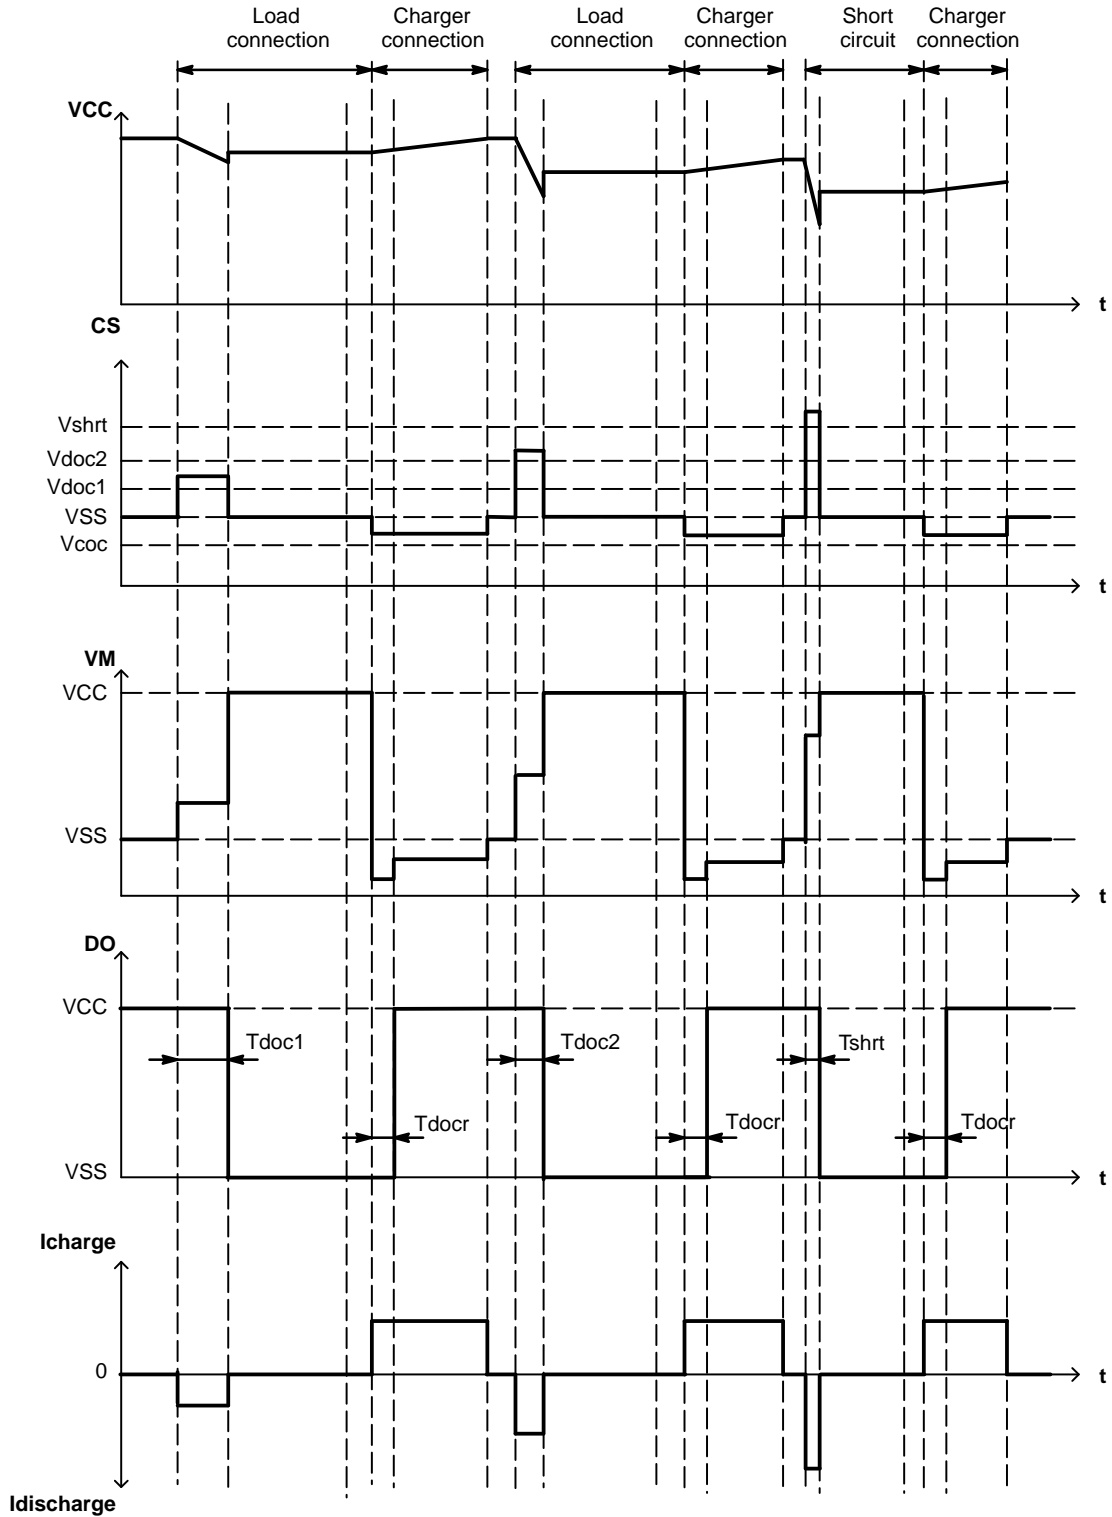 Load
connection
Charger
connection
Load
connection
Charger
connection
Short
circuit
Charger
connection
VCC
t
CS
Vshrt
Vdoc2
Vdoc1
VSS
Vcoc
t
VM
VCC
VSS
t
DO
VCC
Tdoc1
Tdoc2
Tshrt
Tdocr
Tdocr
Tdocr
VSS
t
Icharge
0
t
Idischarge